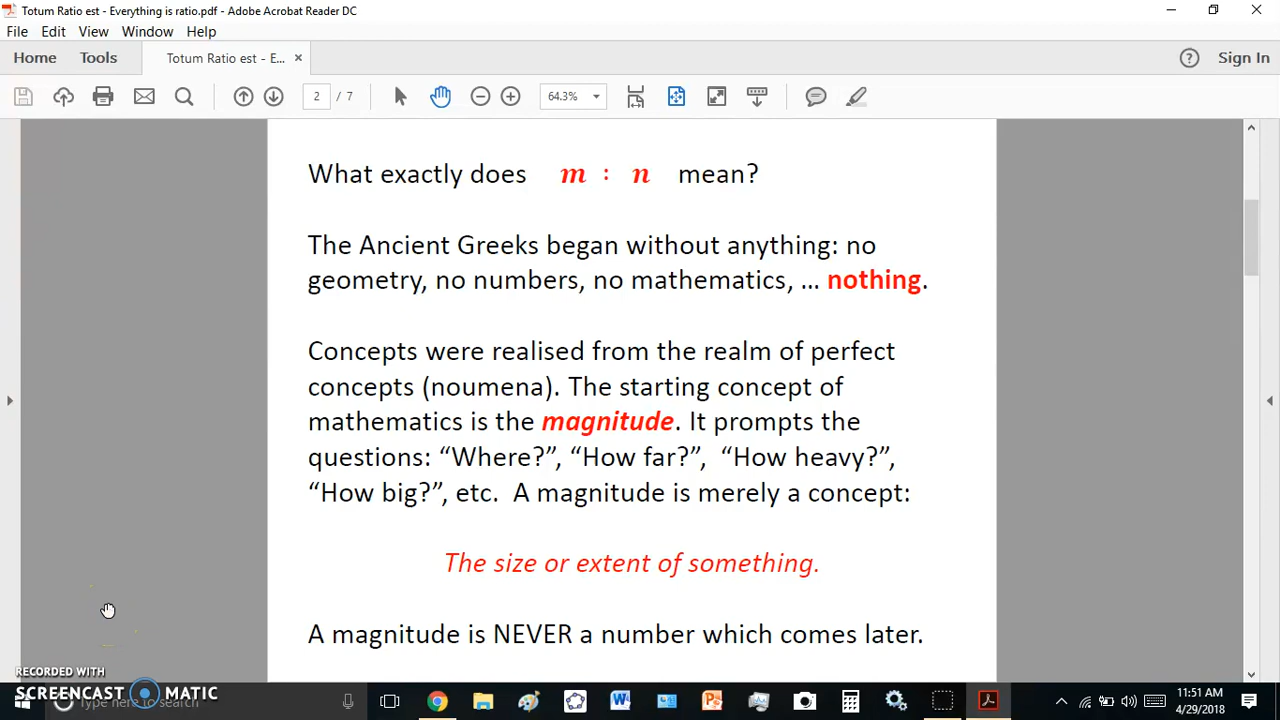 Totum Ratio est - Everything is ratio.pdf - Adobe Acrobat Reader DC
File Edit View Window Help
Home Tools Totum Ratio est - E... × Sign In
2 / 7 64.3%
What exactly does m : n mean?
The Ancient Greeks began without anything: no
geometry, no numbers, no mathematics, ... nothing.
Concepts were realised from the realm of perfect
concepts (noumena). The starting concept of
mathematics is the magnitude. It prompts the
questions: “Where?”, “How far?”, “How heavy?”,
“How big?”, etc. A magnitude is merely a concept:
The size or extent of something.
A magnitude is NEVER a number which comes later.
RECORDED WITH
SCREENCAST MATIC
Type here to search
11:51 AM
4/29/2018